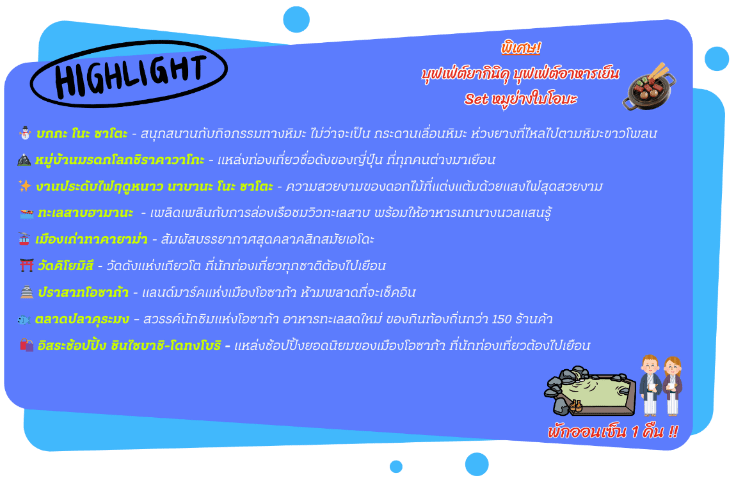 HIGHLIGHT
พิเศษ!
บุฟเฟ่ต์ยากินิคุ บุฟเฟ่ต์อาหารเย็น
Set หมูย่างใบโอบะ
บกกะ โนะ ซาโตะ - สนุกสนานกับกิจกรรมทางหิมะ ไม่ว่าจะเป็น กระดานเลื่อนหิมะ ห่วงยางที่ไหลไปตามหิมะขาวโพลน
หมู่บ้านมรดกโลกชิราคาวาโกะ - แหล่งท่องเที่ยวชื่อดังของญี่ปุ่น ที่ทุกคนต่างมาเยือน
งานประดับไฟฤดูหนาว นาบานะ โนะ ซาโตะ - ความสวยงามของดอกไม้ที่แต่งแต้มด้วยแสงไฟสุดสวยงาม
ทะเลสาบฮามานะ - เพลิดเพลินกับการล่องเรือชมวิวทะเลสาบ พร้อมให้อาหารนกนางนวลแสนรู้
เมืองเก่าทาคายาม่า - สัมผัสบรรยากาศสุดคลาสสิกสมัยเอโดะ
วัดคิโยมิสึ - วัดดังแห่งเกียวโต ที่นักท่องเที่ยวทุกชาติต้องไปเยือน
ปราสาทโอซาก้า - แลนด์มาร์คแห่งเมืองโอซาก้า ห้ามพลาดที่จะเช็คอิน
ตลาดปลาคุระมง - สวรรค์นักชิมแห่งโอซาก้า อาหารทะเลสดใหม่ ของกินท้องถิ่นกว่า 150 ร้านค้า
อิสระช้อปปิ้ง ชินไซบาชิ-โดทงโบริ - แหล่งช้อปปิ้งยอดนิยมของเมืองโอซาก้า ที่นักท่องเที่ยวต้องไปเยือน
พักออนเซ็น 1 คืน !!